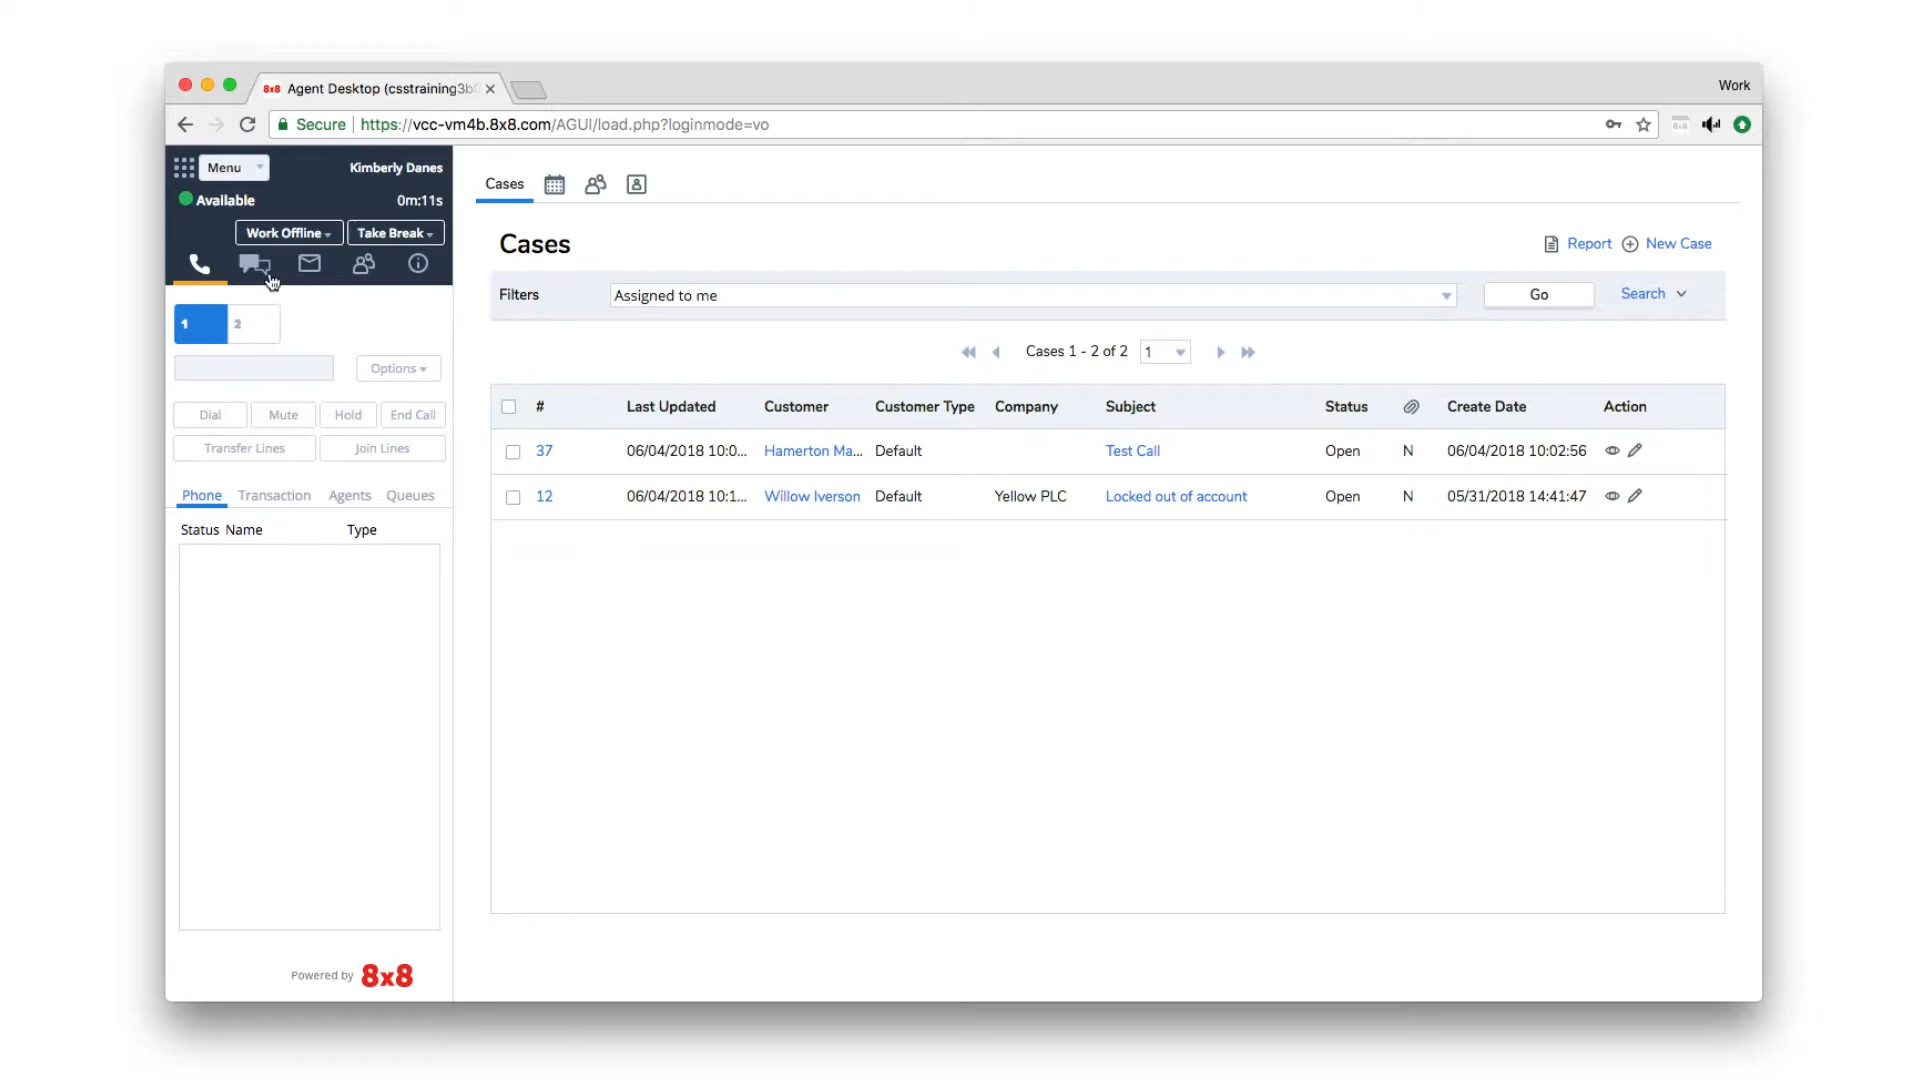 8x8 Agent Desktop (csstraining3b
Work
Secure | https://vcc-vm4b.8x8.com/AGUI/load.php?loginmode=vo
Menu
Kimberly Danes
Available
0m:11s
Work Offline
Take Break
1
2
Options
Dial
Mute
Hold
End Call
Transfer Lines
Join Lines
Phone
Transaction
Agents
Queues
Status Name
Type
Powered by 8x8
Cases
Cases
Report
New Case
Filters
Assigned to me
Go
Search
Cases 1 - 2 of 2
1
# Last Updated Customer Customer Type Company Subject Status Create Date Action
37 06/04/2018 10:0... Hamerton Ma... Default Test Call Open N 06/04/2018 10:02:56
12 06/04/2018 10:1... Willow Iverson Default Yellow PLC Locked out of account Open N 05/31/2018 14:41:47